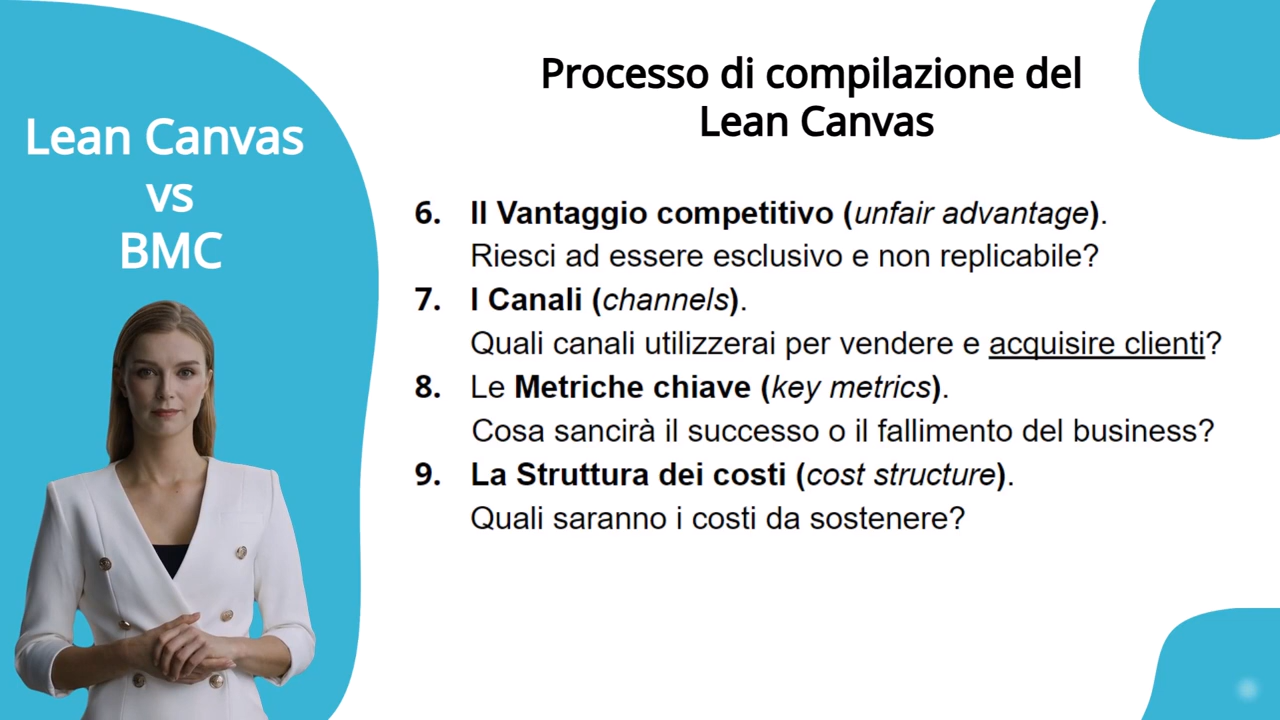 Lean Canvas
vs
BMC
Processo di compilazione del
Lean Canvas
6. Il Vantaggio competitivo (unfair advantage).
Riesci ad essere esclusivo e non replicabile?
7. I Canali (channels).
Quali canali utilizzerai per vendere e acquisire clienti?
8. Le Metriche chiave (key metrics).
Cosa sancirà il successo o il fallimento del business?
9. La Struttura dei costi (cost structure).
Quali saranno i costi da sostenere?